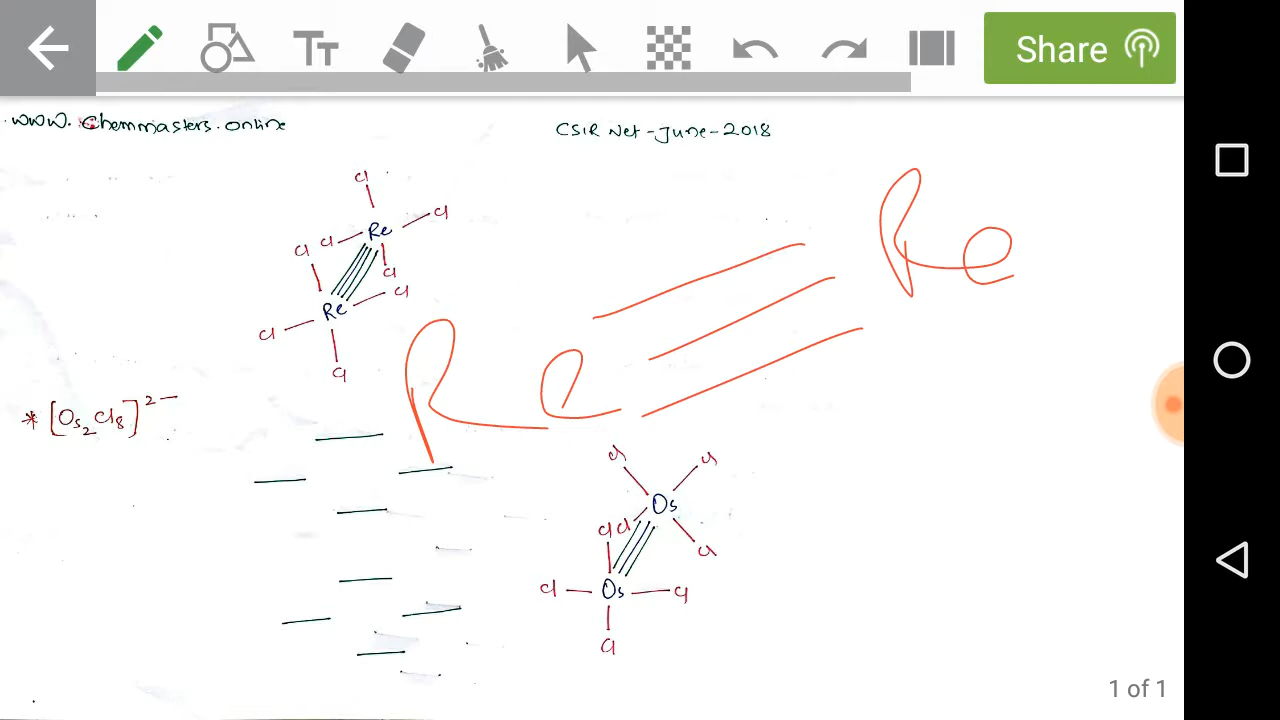 Tт
Share
www.Chemmasters.online
CSIR Net-June-2018
Cl
Cl
Re
Cl
Cl
Cl
Cl
Re
Cl
Cl
Re
Re
* [Os2Cl8]2-
Cl
Cl
Os
Cl
Cl
Cl
Cl
Os
Cl
Cl
1 of 1